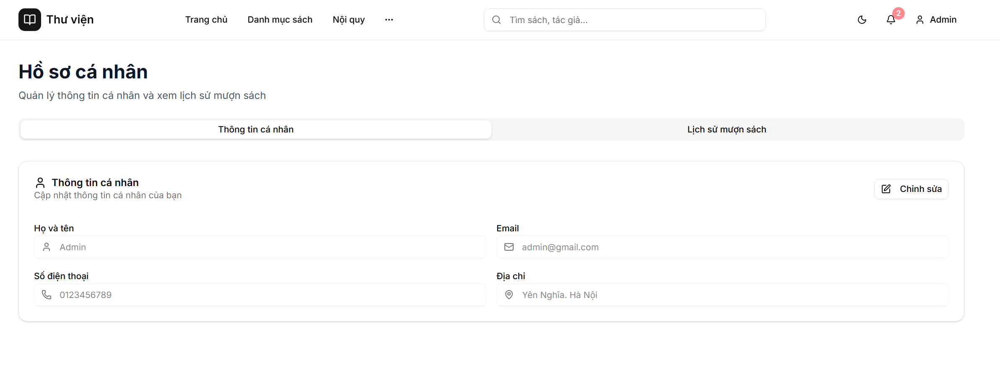 Thư viện
Trang chủ
Danh mục sách
Nội quy
Tìm sách, tác giả...
2
Admin
Hồ sơ cá nhân
Quản lý thông tin cá nhân và xem lịch sử mượn sách
Thông tin cá nhân
Lịch sử mượn sách
Thông tin cá nhân
Cập nhật thông tin cá nhân của bạn
Chỉnh sửa
Họ và tên
Admin
Email
admin@gmail.com
Số điện thoại
0123456789
Địa chỉ
Yên Nghĩa. Hà Nội